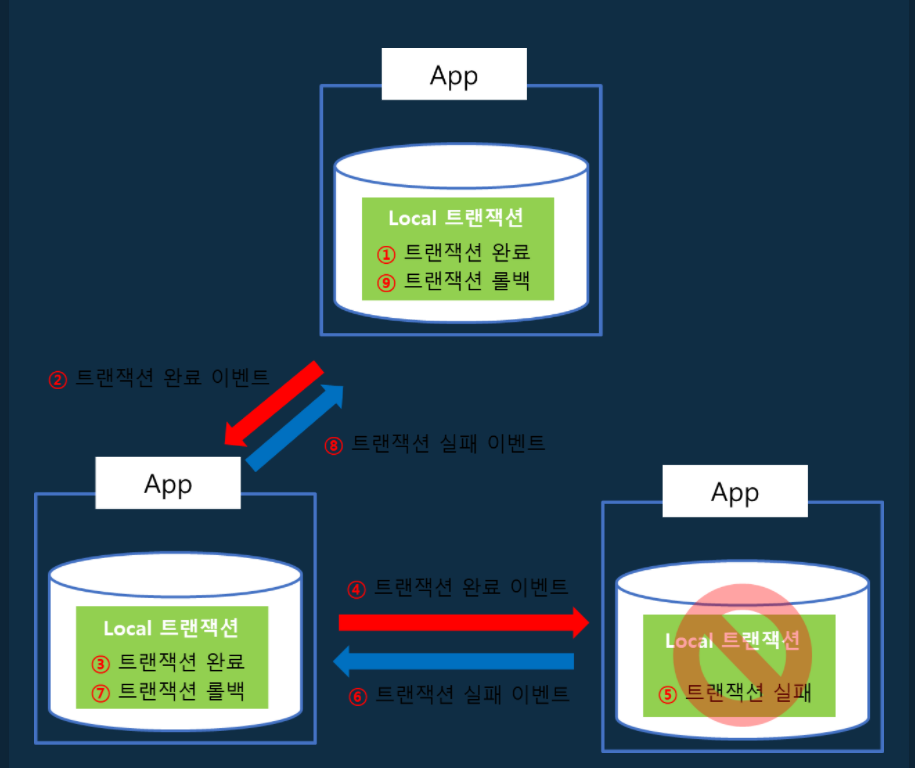 App
Local 트랜잭션
① 트랜잭션 완료
⑨ 트랜잭션 롤백
② 트랜잭션 완료 이벤트
⑧ 트랜잭션 실패 이벤트
App
Local 트랜잭션
③ 트랜잭션 완료
⑦ 트랜잭션 롤백
④ 트랜잭션 완료 이벤트
⑥ 트랜잭션 실패 이벤트
App
Local 트랜잭션
⑤ 트랜잭션 실패